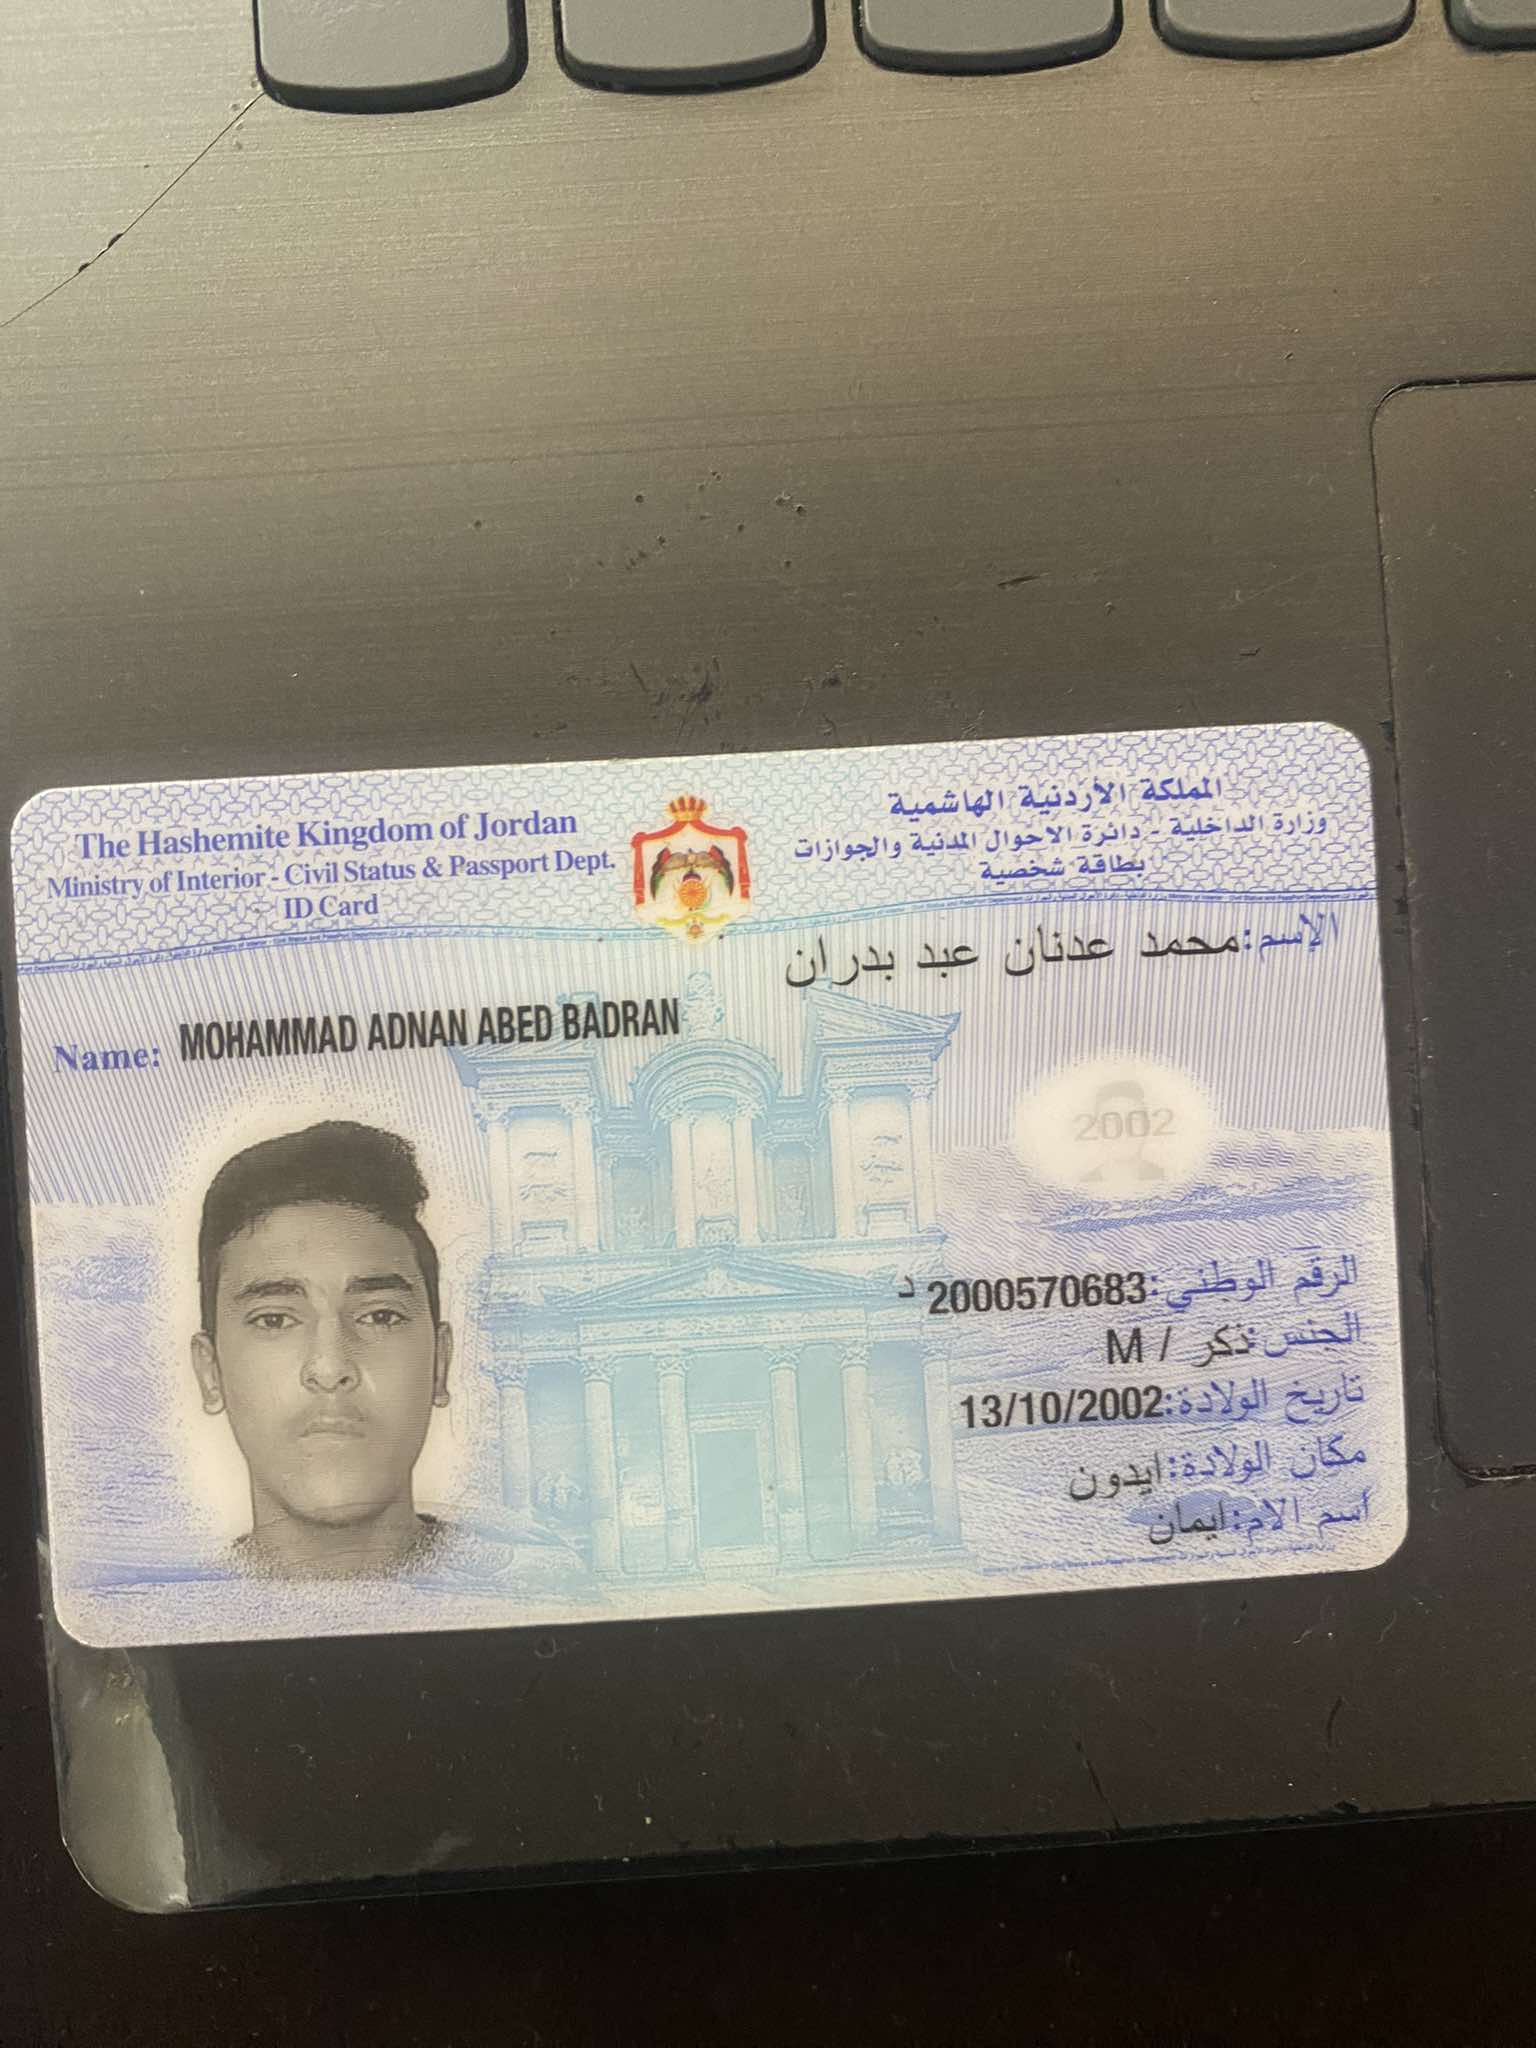 The Hashemite Kingdom of Jordan
Ministry of Interior - Civil Status & Passport Dept.
ID Card
المملكة الأردنية الهاشمية
وزارة الداخلية - دائرة الاحوال المدنية والجوازات
بطاقة شخصية
الإسم: محمد عدنان عبد بدران
Name: MOHAMMAD ADNAN ABED BADRAN
2002
الرقم الوطني: 2000570683 د
الجنس: ذكر / M
تاريخ الولادة: 13/10/2002
مكان الولادة: ايدون
اسم الام: ايمان